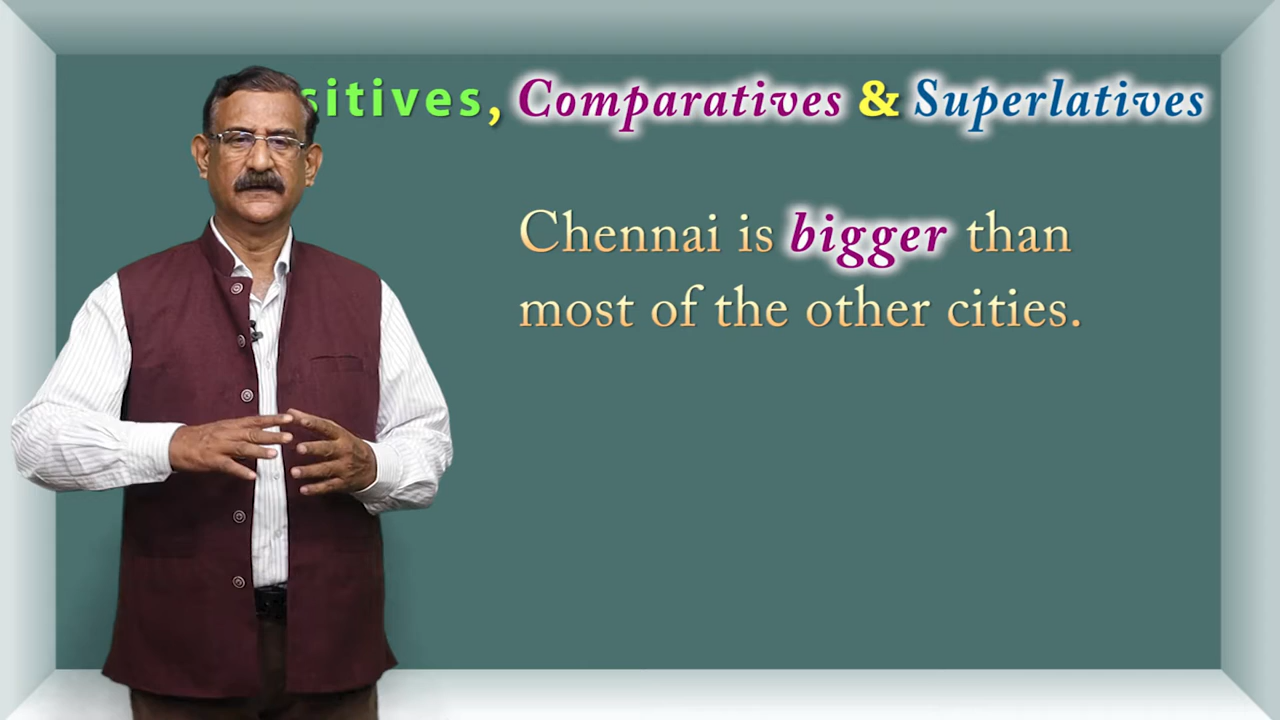 sitives, Comparatives & Superlatives
Chennai is bigger than
most of the other cities.